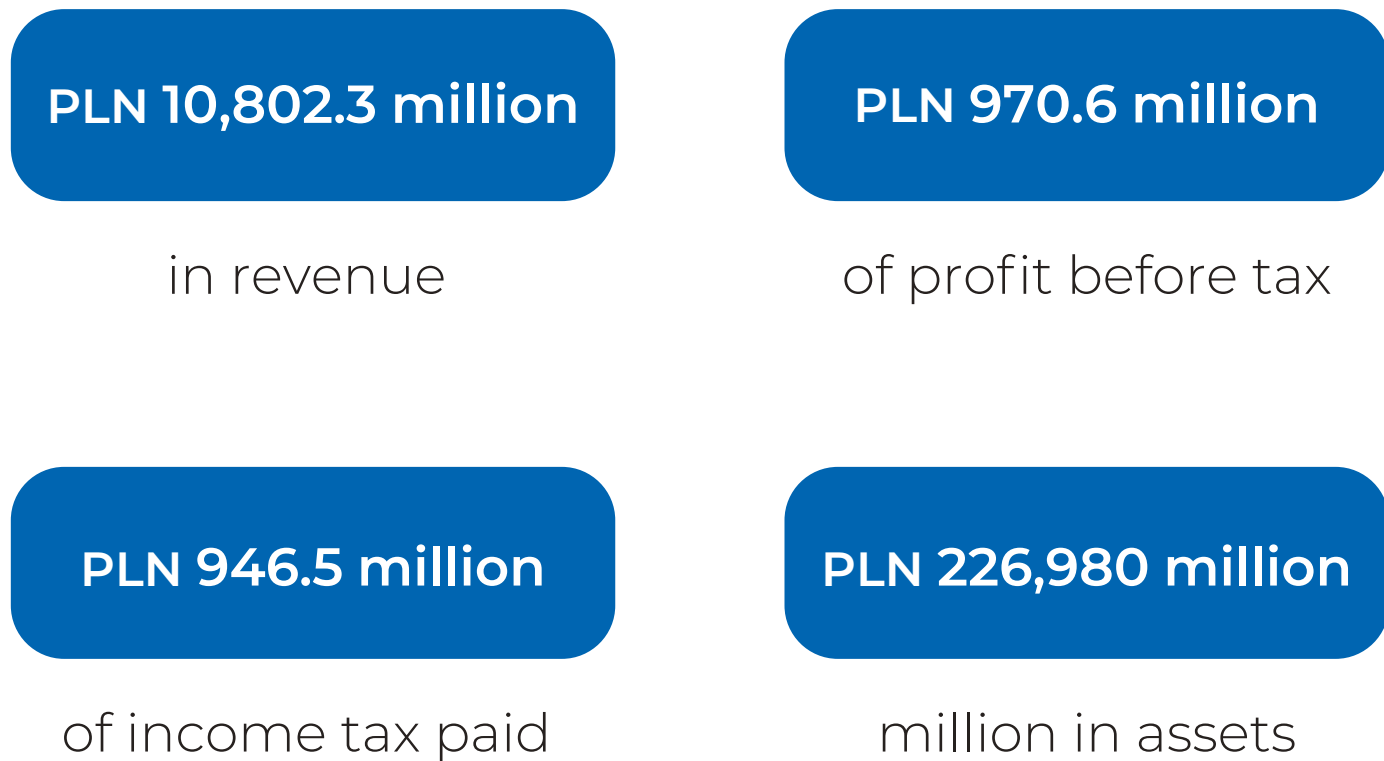 PLN 10,802.3 million
in revenue
PLN 970.6 million
of profit before tax
PLN 946.5 million
of income tax paid
PLN 226,980 million
million in assets